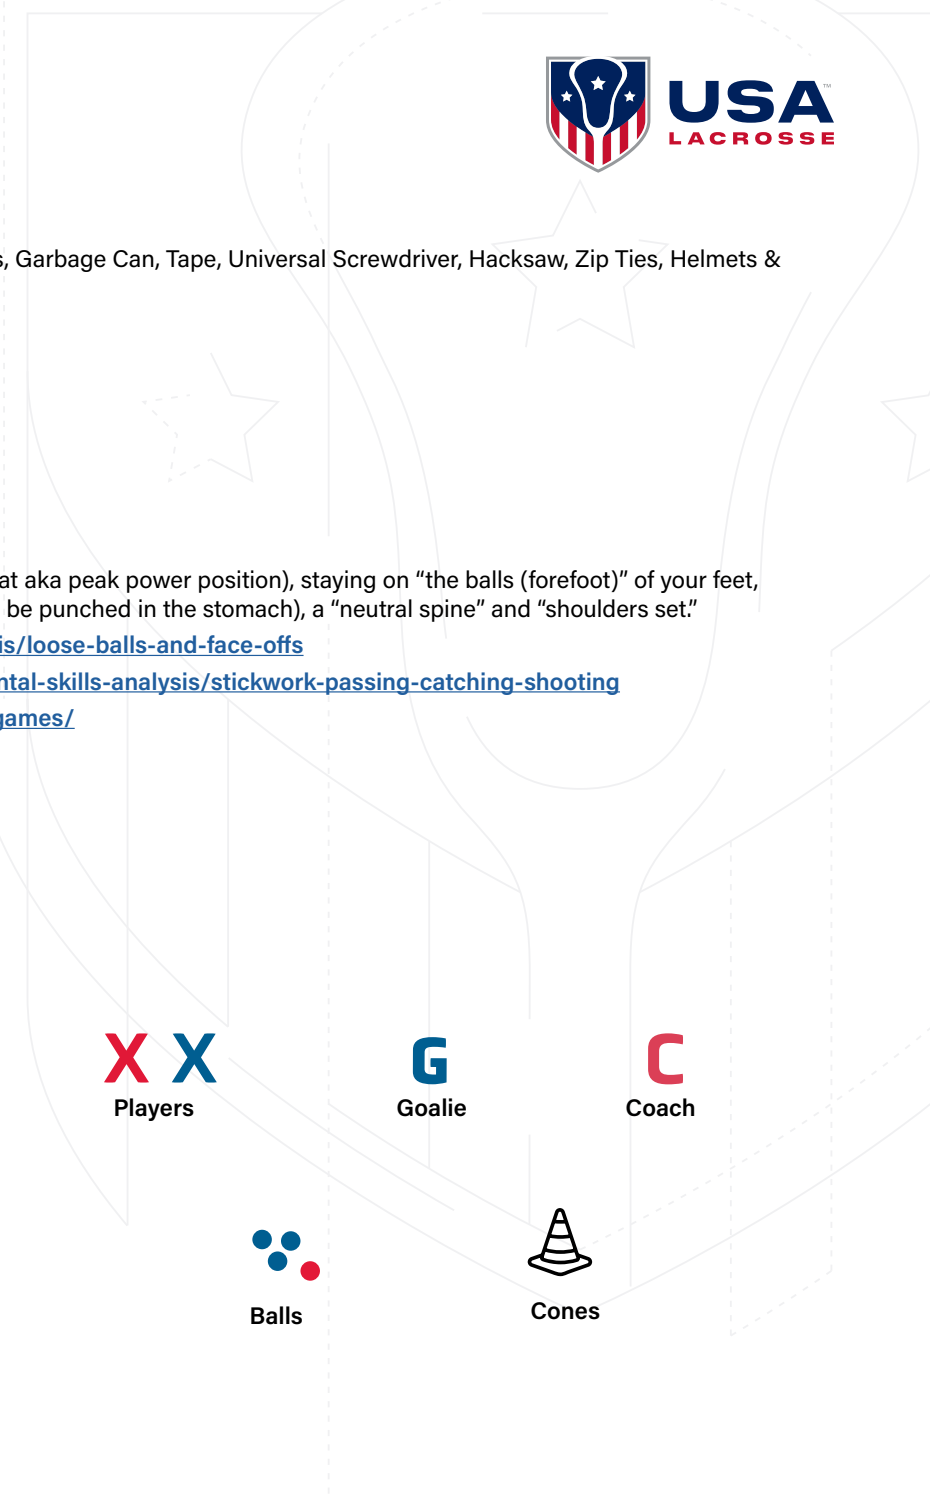 USA™
LACROSSE
s, Garbage Can, Tape, Universal Screwdriver, Hacksaw, Zip Ties, Helmets &
at aka peak power position), staying on “the balls (forefoot)” of your feet,
be punched in the stomach), a “neutral spine” and “shoulders set.”
is/loose-balls-and-face-offs
ntal-skills-analysis/stickwork-passing-catching-shooting
games/
X X G C
Players Goalie Coach
Balls Cones